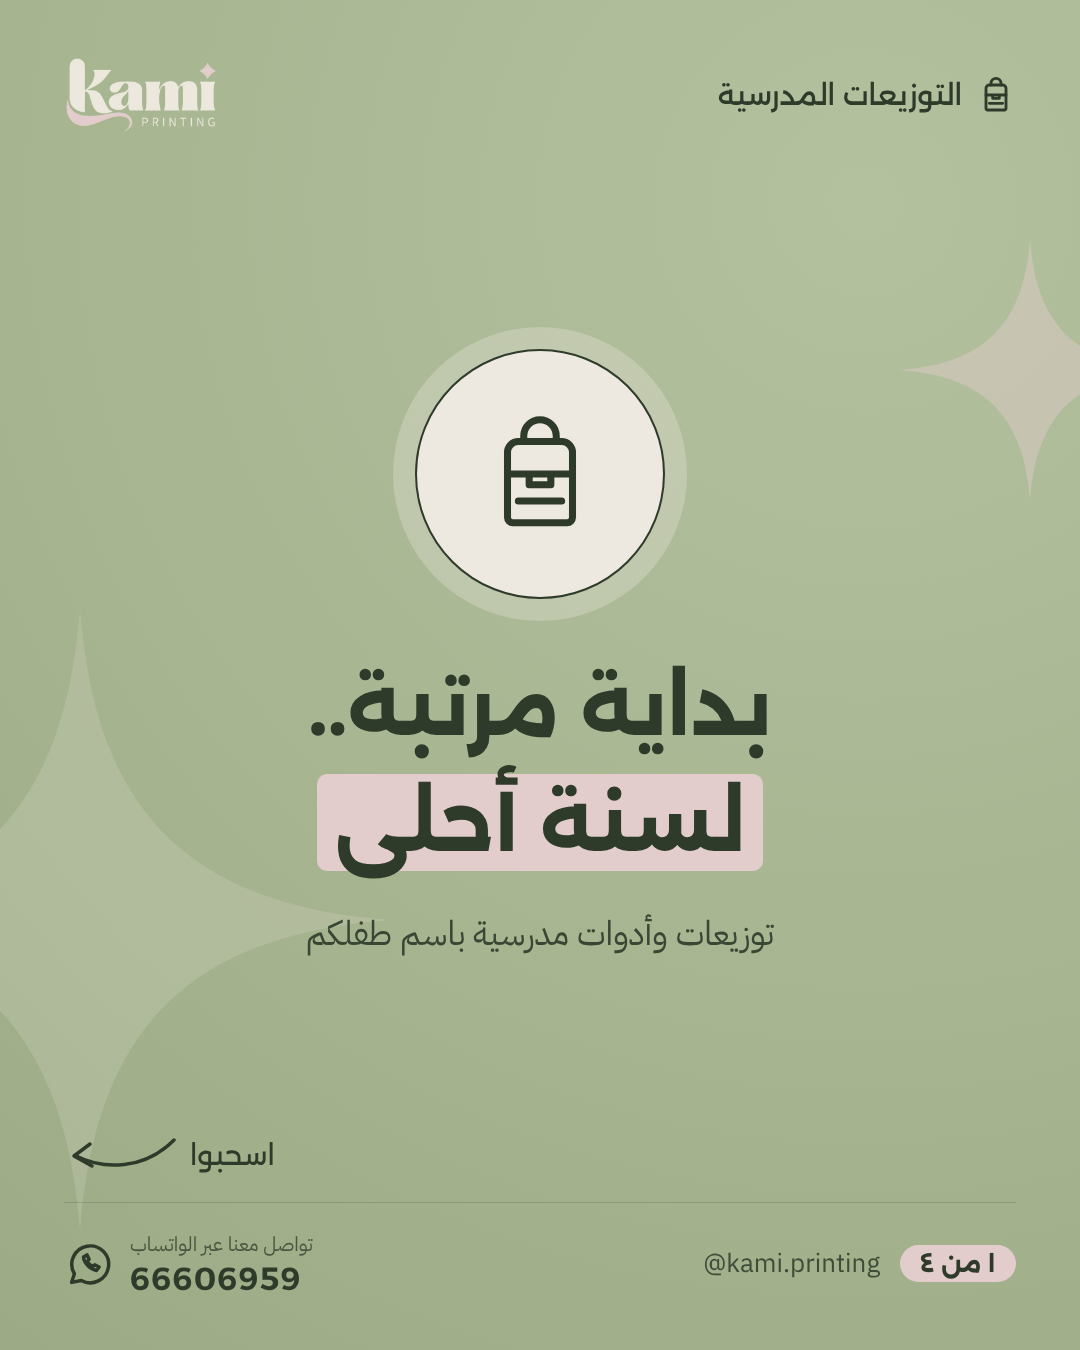 التوزيعات المدرسية
Kami
PRINTING
بداية مرتبة..
لسنة أحلى
توزيعات وأدوات مدرسية باسم طفلكم
اسحبوا
١ من ٤
@kami.printing
تواصل معنا عبر الواتساب
66606959